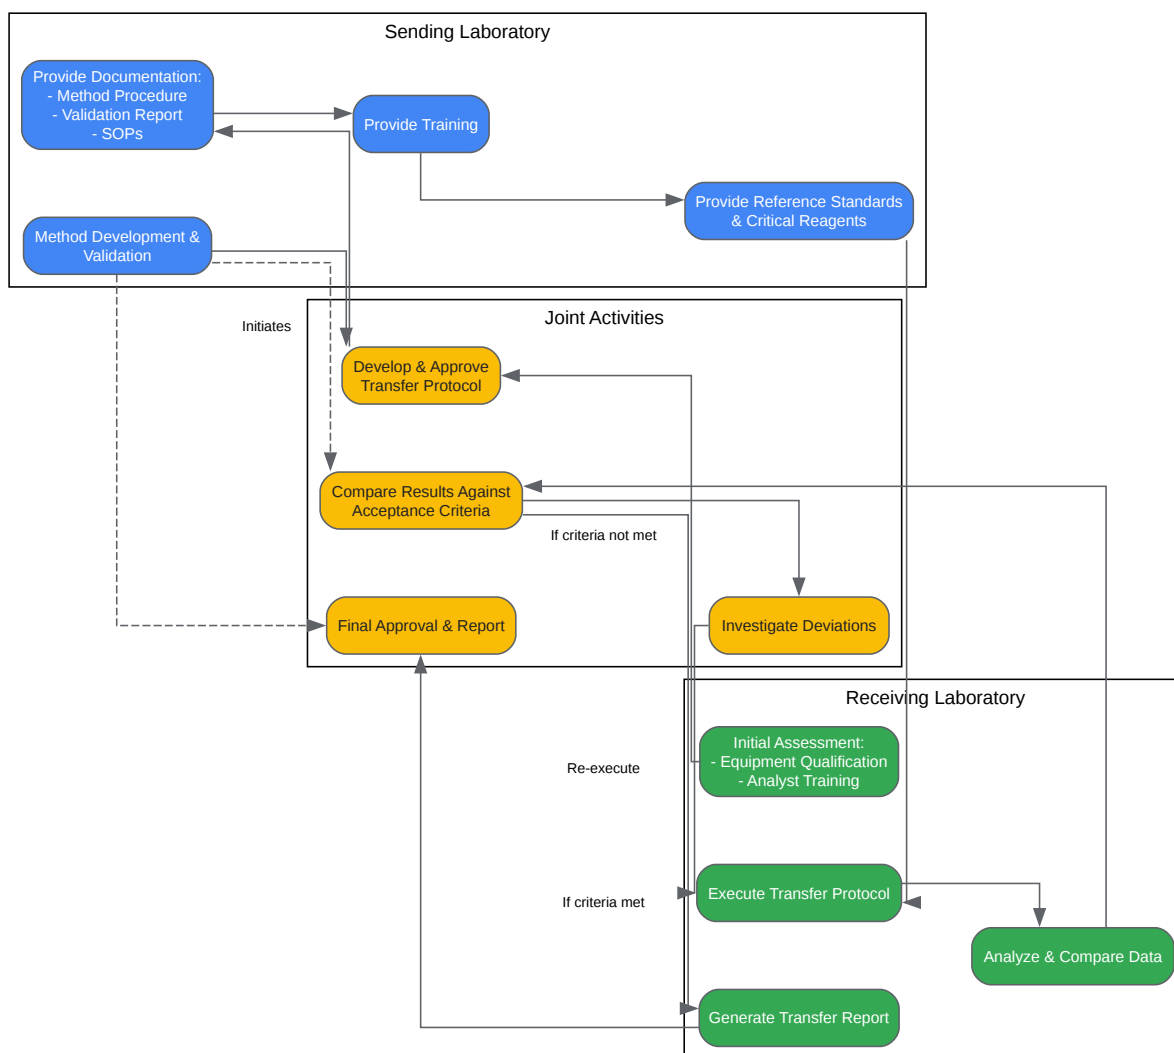 Sending Laboratory
Provide Documentation:
- Method Procedure
- Validation Report
- SOPs
Provide Training
Provide Reference Standards
& Critical Reagents
Method Development &
Validation
Initiates
Joint Activities
Develop & Approve
Transfer Protocol
Compare Results Against
Acceptance Criteria
If criteria not met
Final Approval & Report
Investigate Deviations
Receiving Laboratory
Initial Assessment:
- Equipment Qualification
- Analyst Training
Re-execute
If criteria met
Execute Transfer Protocol
Analyze & Compare Data
Generate Transfer Report